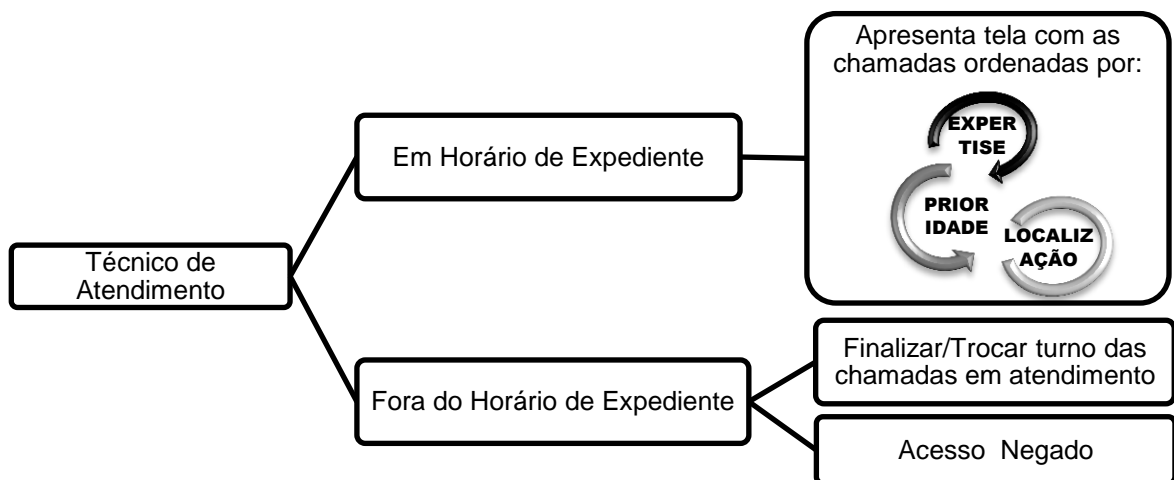 Técnico de
Atendimento
Em Horário de Expediente
Apresenta tela com as
chamadas ordenadas por:
EXPER
TISE
PRIOR
IDADE
LOCALIZ
AÇÃO
Fora do Horário de Expediente
Finalizar/Trocar turno das
chamadas em atendimento
Acesso Negado